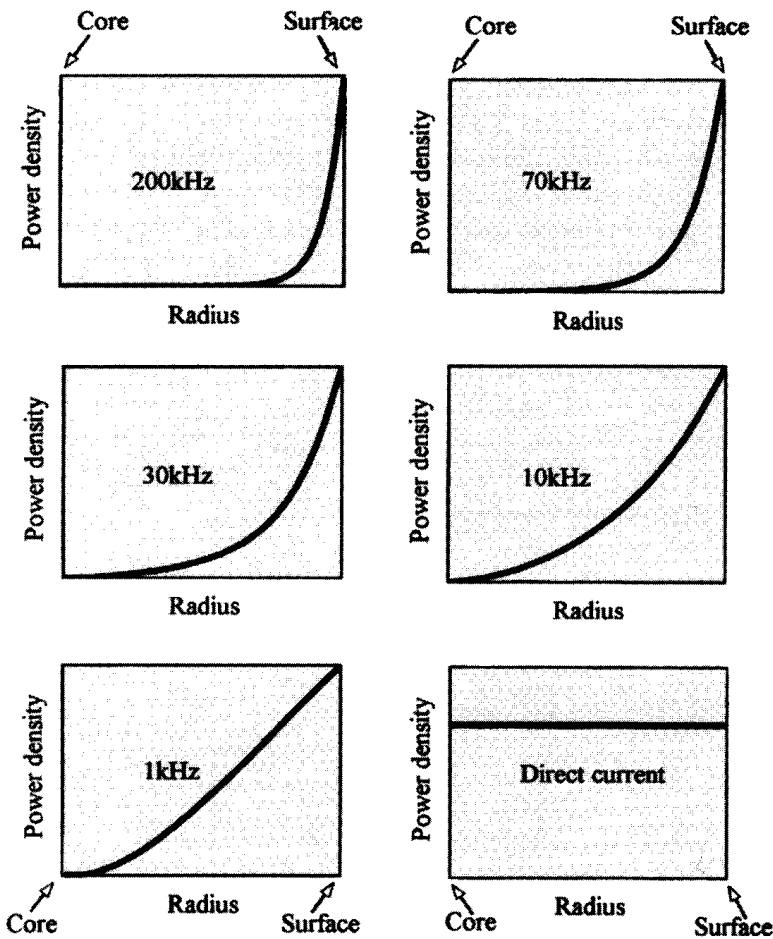 Core
Surface
Core
Surface
Power density
200kHz
Radius
Power density
70kHz
Radius
Power density
30kHz
Radius
Power density
10kHz
Radius
Power density
1kHz
Core
Radius
Surface
Power density
Direct current
Core
Radius
Surface